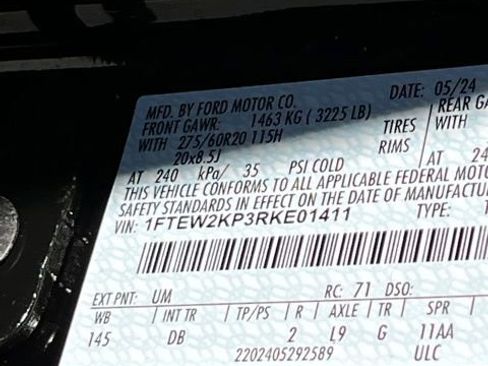 MFD. BY FORD MOTOR CO.
DATE: 05/24
FRONT GAWR: 1463 KG ( 3225 LB)
REAR GA
WITH 275/60R20 115H TIRES WITH
20x8.5J RIMS
AT 240 kPa/ 35 PSI COLD AT 24
THIS VEHICLE CONFORMS TO ALL APPLICABLE FEDERAL MOTO
SAFETY STANDARDS IN EFFECT ON THE DATE OF MANUFACTU
VIN: 1FTEW2KP3RKE01411 TYPE:
EXT PNT: UM RC: 71 DSO:
WB INT TR TP/PS R AXLE TR SPR
145 DB 2 L9 G 11AA
2202405292589 ULC